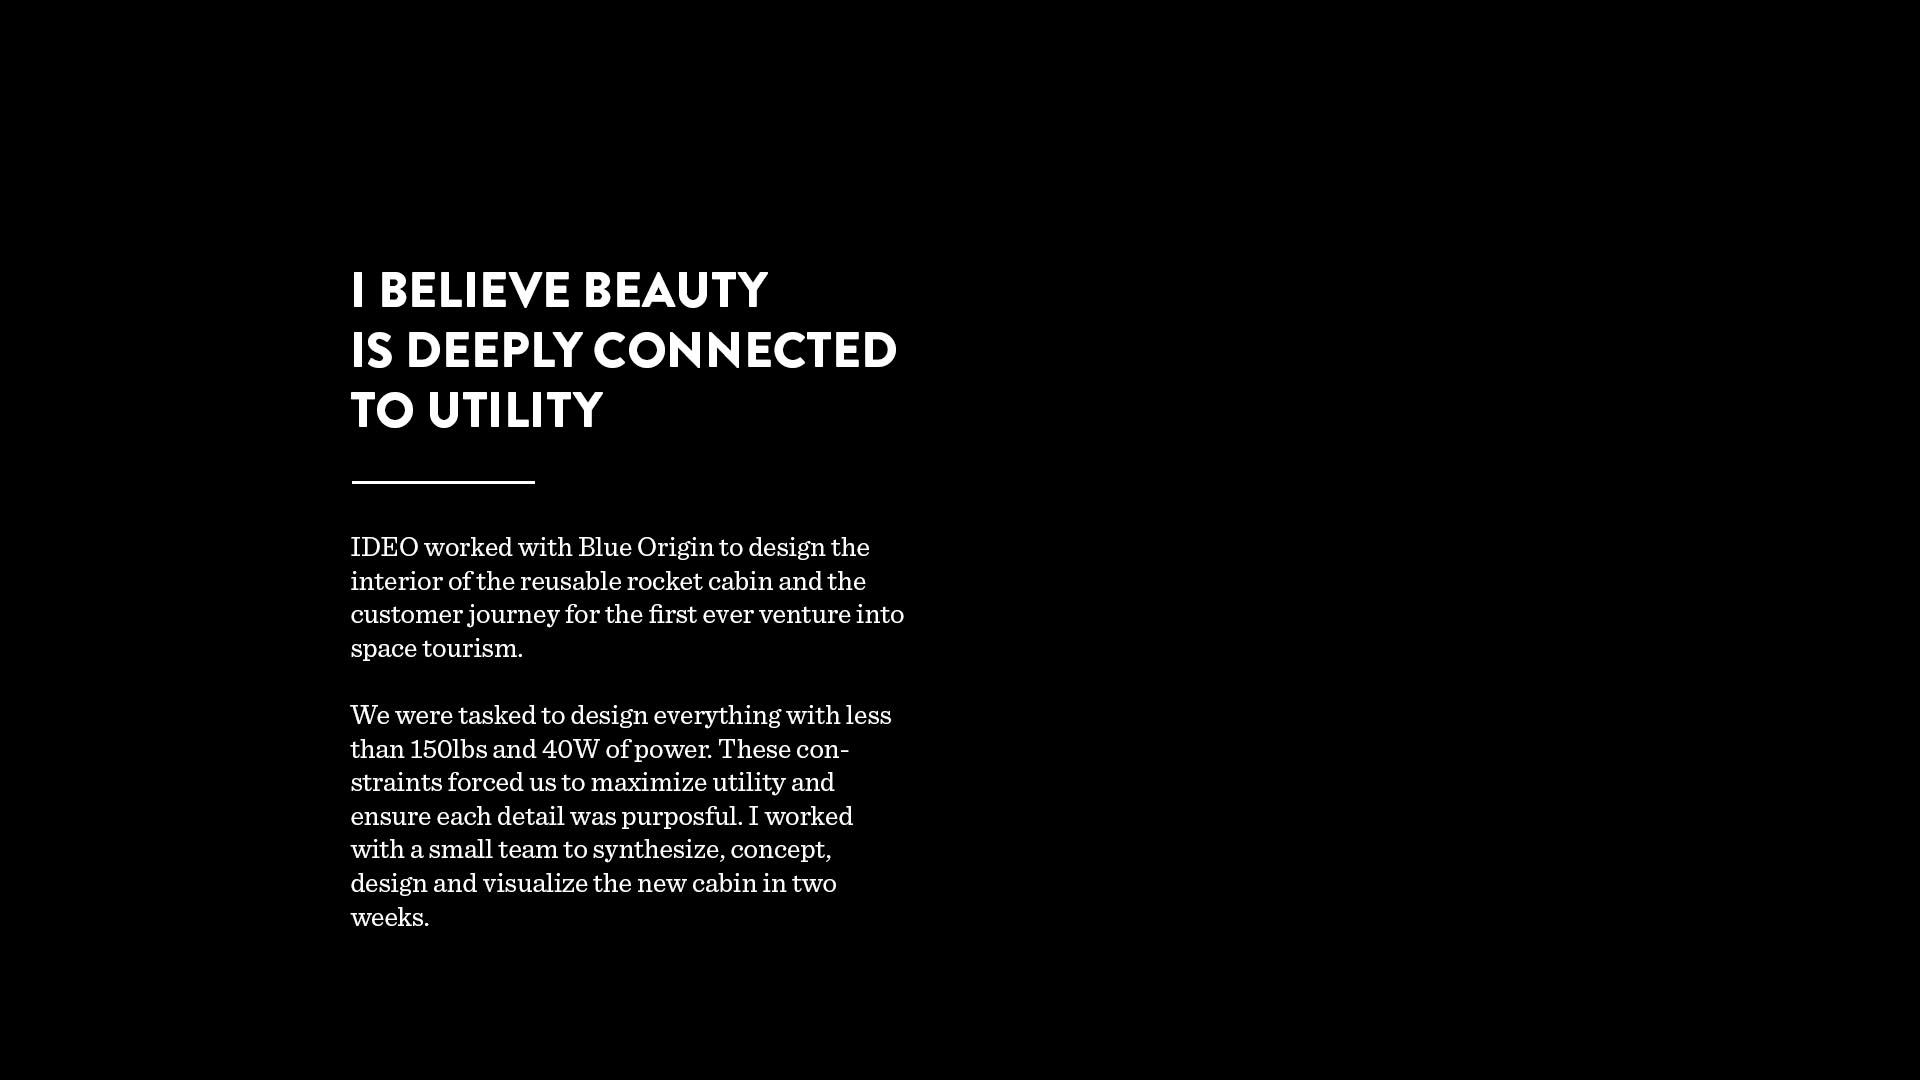 I BELIEVE BEAUTY
IS DEEPLY CONNECTED
TO UTILITY
IDEO worked with Blue Origin to design the
interior of the reusable rocket cabin and the
customer journey for the first ever venture into
space tourism.
We were tasked to design everything with less
than 150lbs and 40W of power. These con-
straints forced us to maximize utility and
ensure each detail was purposful. I worked
with a small team to synthesize, concept,
design and visualize the new cabin in two
weeks.